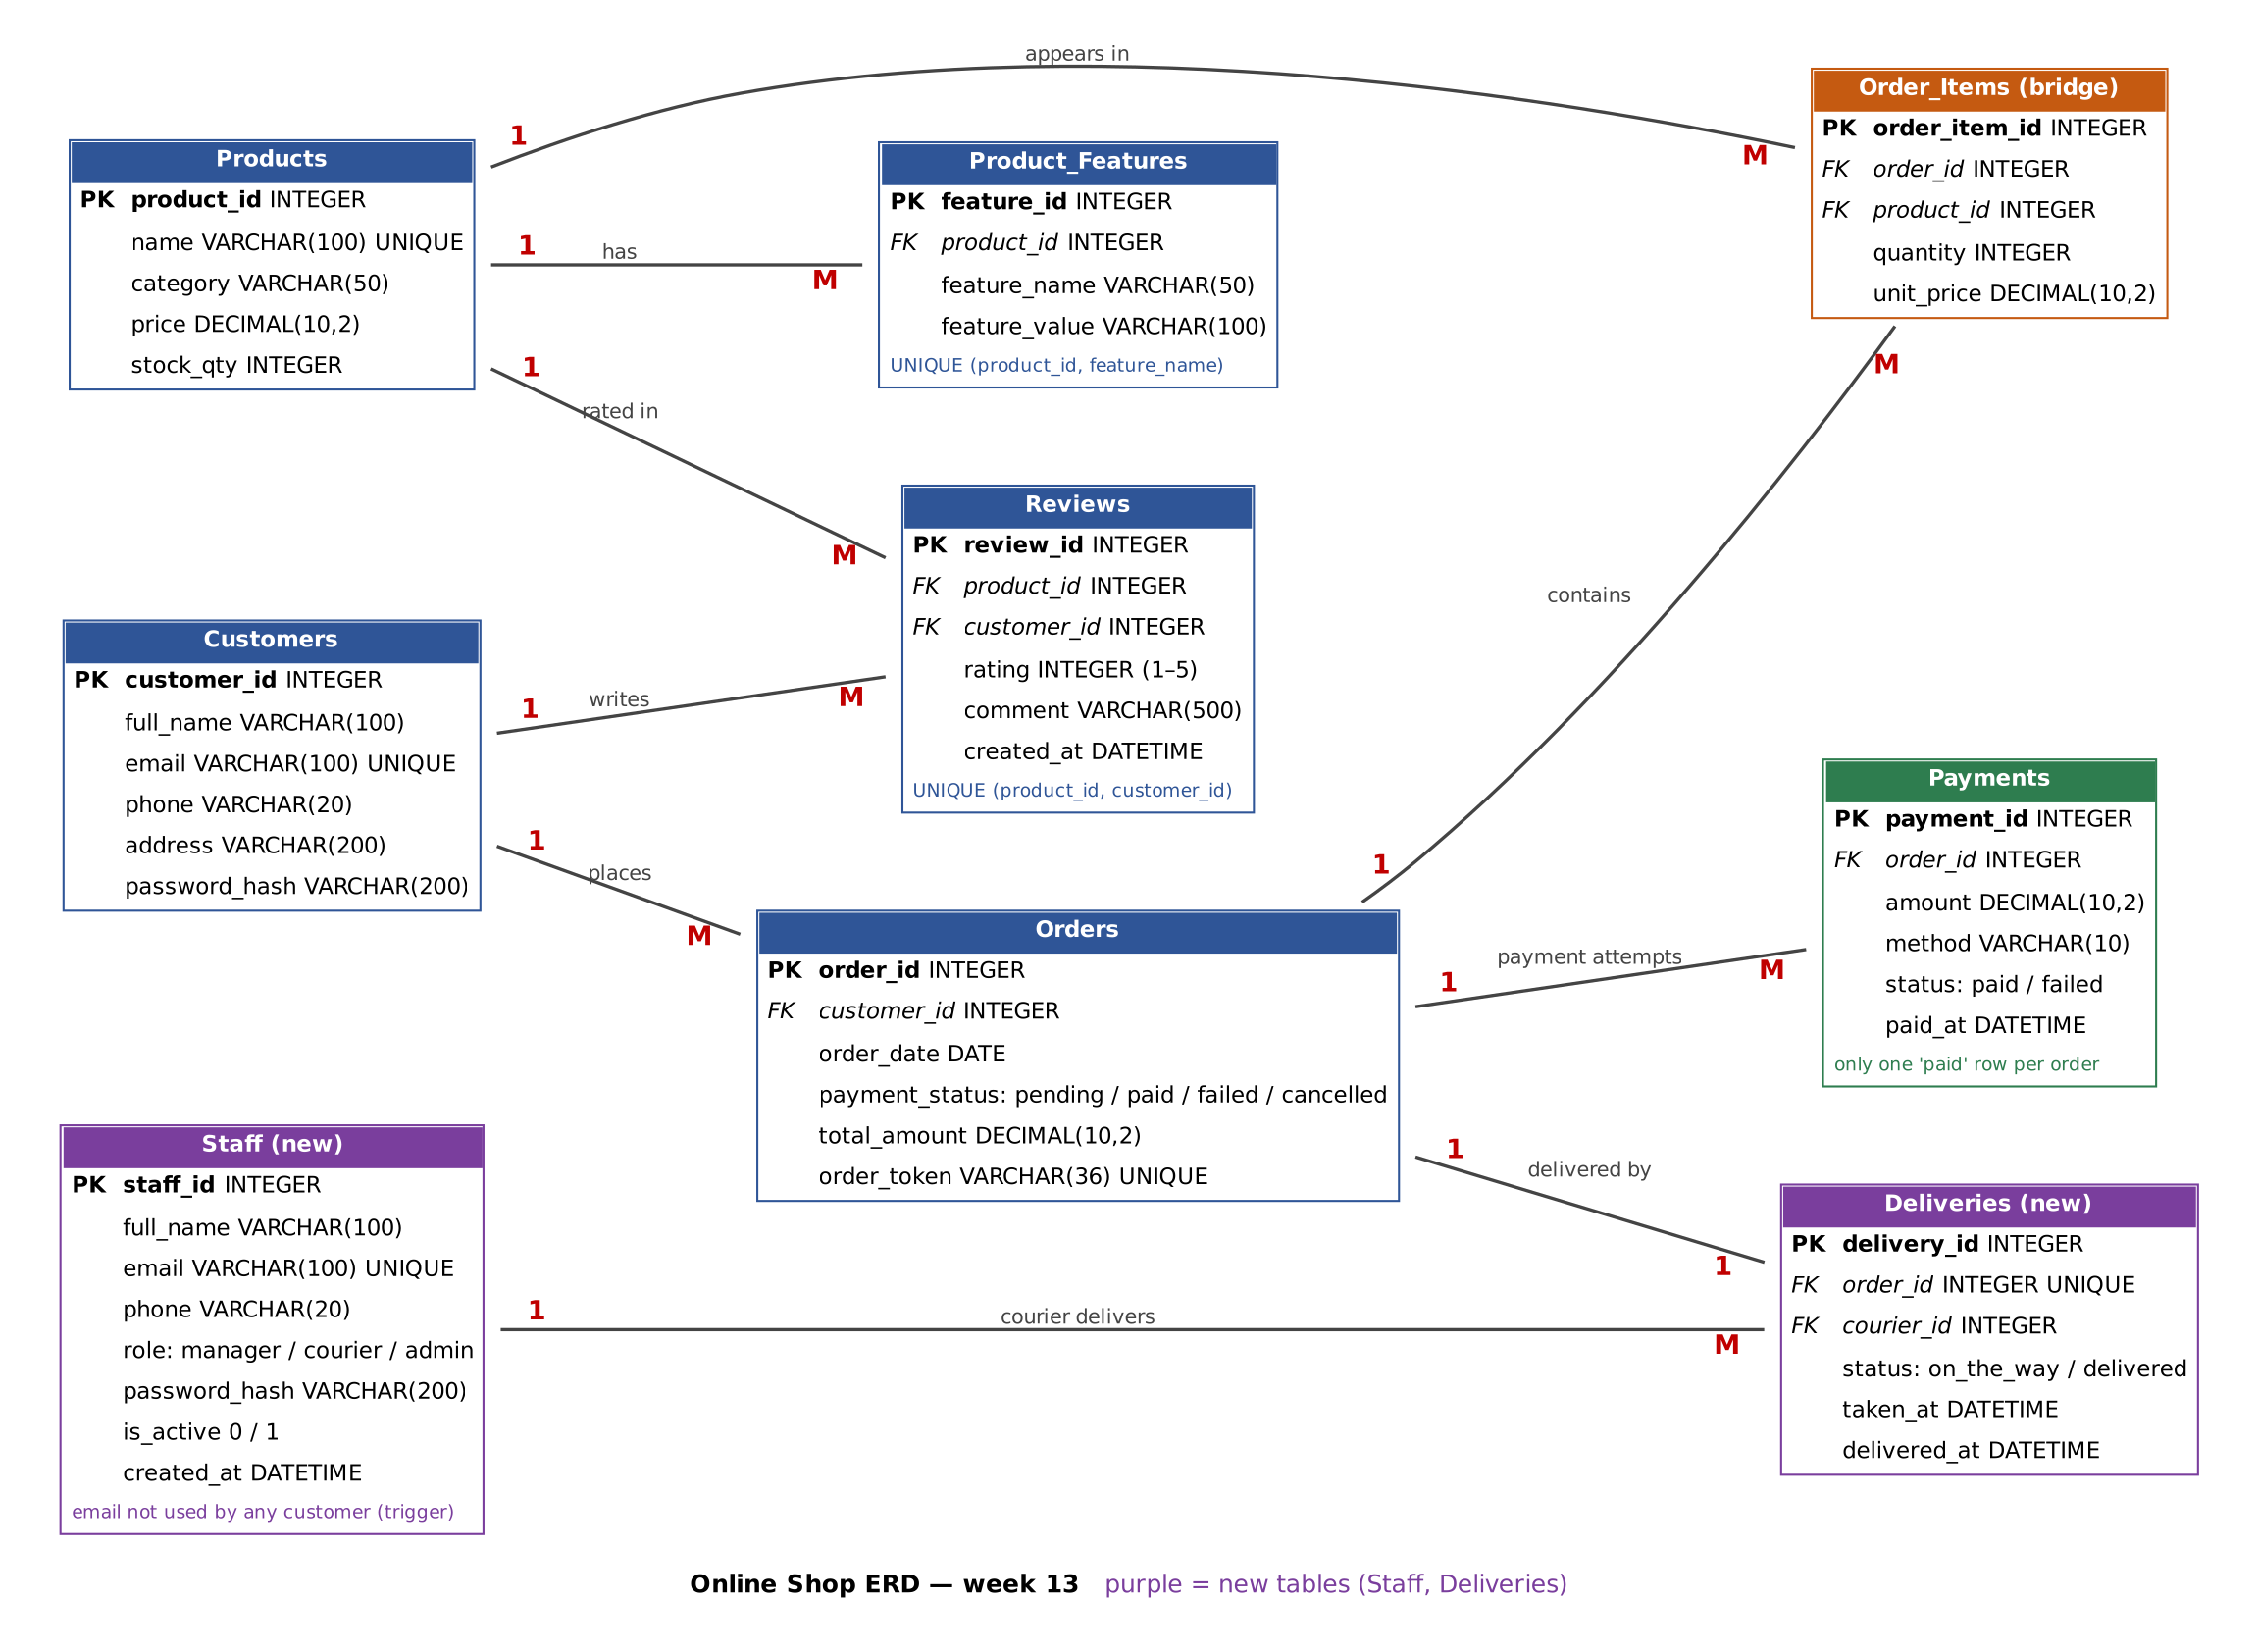 appears in
1
M
Products
PK product_id INTEGER
name VARCHAR(100) UNIQUE
category VARCHAR(50)
price DECIMAL(10,2)
stock_qty INTEGER
1
has
M
Product_Features
PK feature_id INTEGER
FK product_id INTEGER
feature_name VARCHAR(50)
feature_value VARCHAR(100)
UNIQUE (product_id, feature_name)
Order_Items (bridge)
PK order_item_id INTEGER
FK order_id INTEGER
FK product_id INTEGER
quantity INTEGER
unit_price DECIMAL(10,2)
1
rated in
M
Reviews
PK review_id INTEGER
FK product_id INTEGER
FK customer_id INTEGER
rating INTEGER (1–5)
comment VARCHAR(500)
created_at DATETIME
UNIQUE (product_id, customer_id)
M
contains
1
Customers
PK customer_id INTEGER
full_name VARCHAR(100)
email VARCHAR(100) UNIQUE
phone VARCHAR(20)
address VARCHAR(200)
password_hash VARCHAR(200)
1
writes
M
1
places
M
Orders
PK order_id INTEGER
FK customer_id INTEGER
order_date DATE
payment_status: pending / paid / failed / cancelled
total_amount DECIMAL(10,2)
order_token VARCHAR(36) UNIQUE
1
payment attempts
M
Payments
PK payment_id INTEGER
FK order_id INTEGER
amount DECIMAL(10,2)
method VARCHAR(10)
status: paid / failed
paid_at DATETIME
only one 'paid' row per order
1
delivered by
1
Staff (new)
PK staff_id INTEGER
full_name VARCHAR(100)
email VARCHAR(100) UNIQUE
phone VARCHAR(20)
role: manager / courier / admin
password_hash VARCHAR(200)
is_active 0 / 1
created_at DATETIME
email not used by any customer (trigger)
1
courier delivers
M
Deliveries (new)
PK delivery_id INTEGER
FK order_id INTEGER UNIQUE
FK courier_id INTEGER
status: on_the_way / delivered
taken_at DATETIME
delivered_at DATETIME
Online Shop ERD — week 13 purple = new tables (Staff, Deliveries)